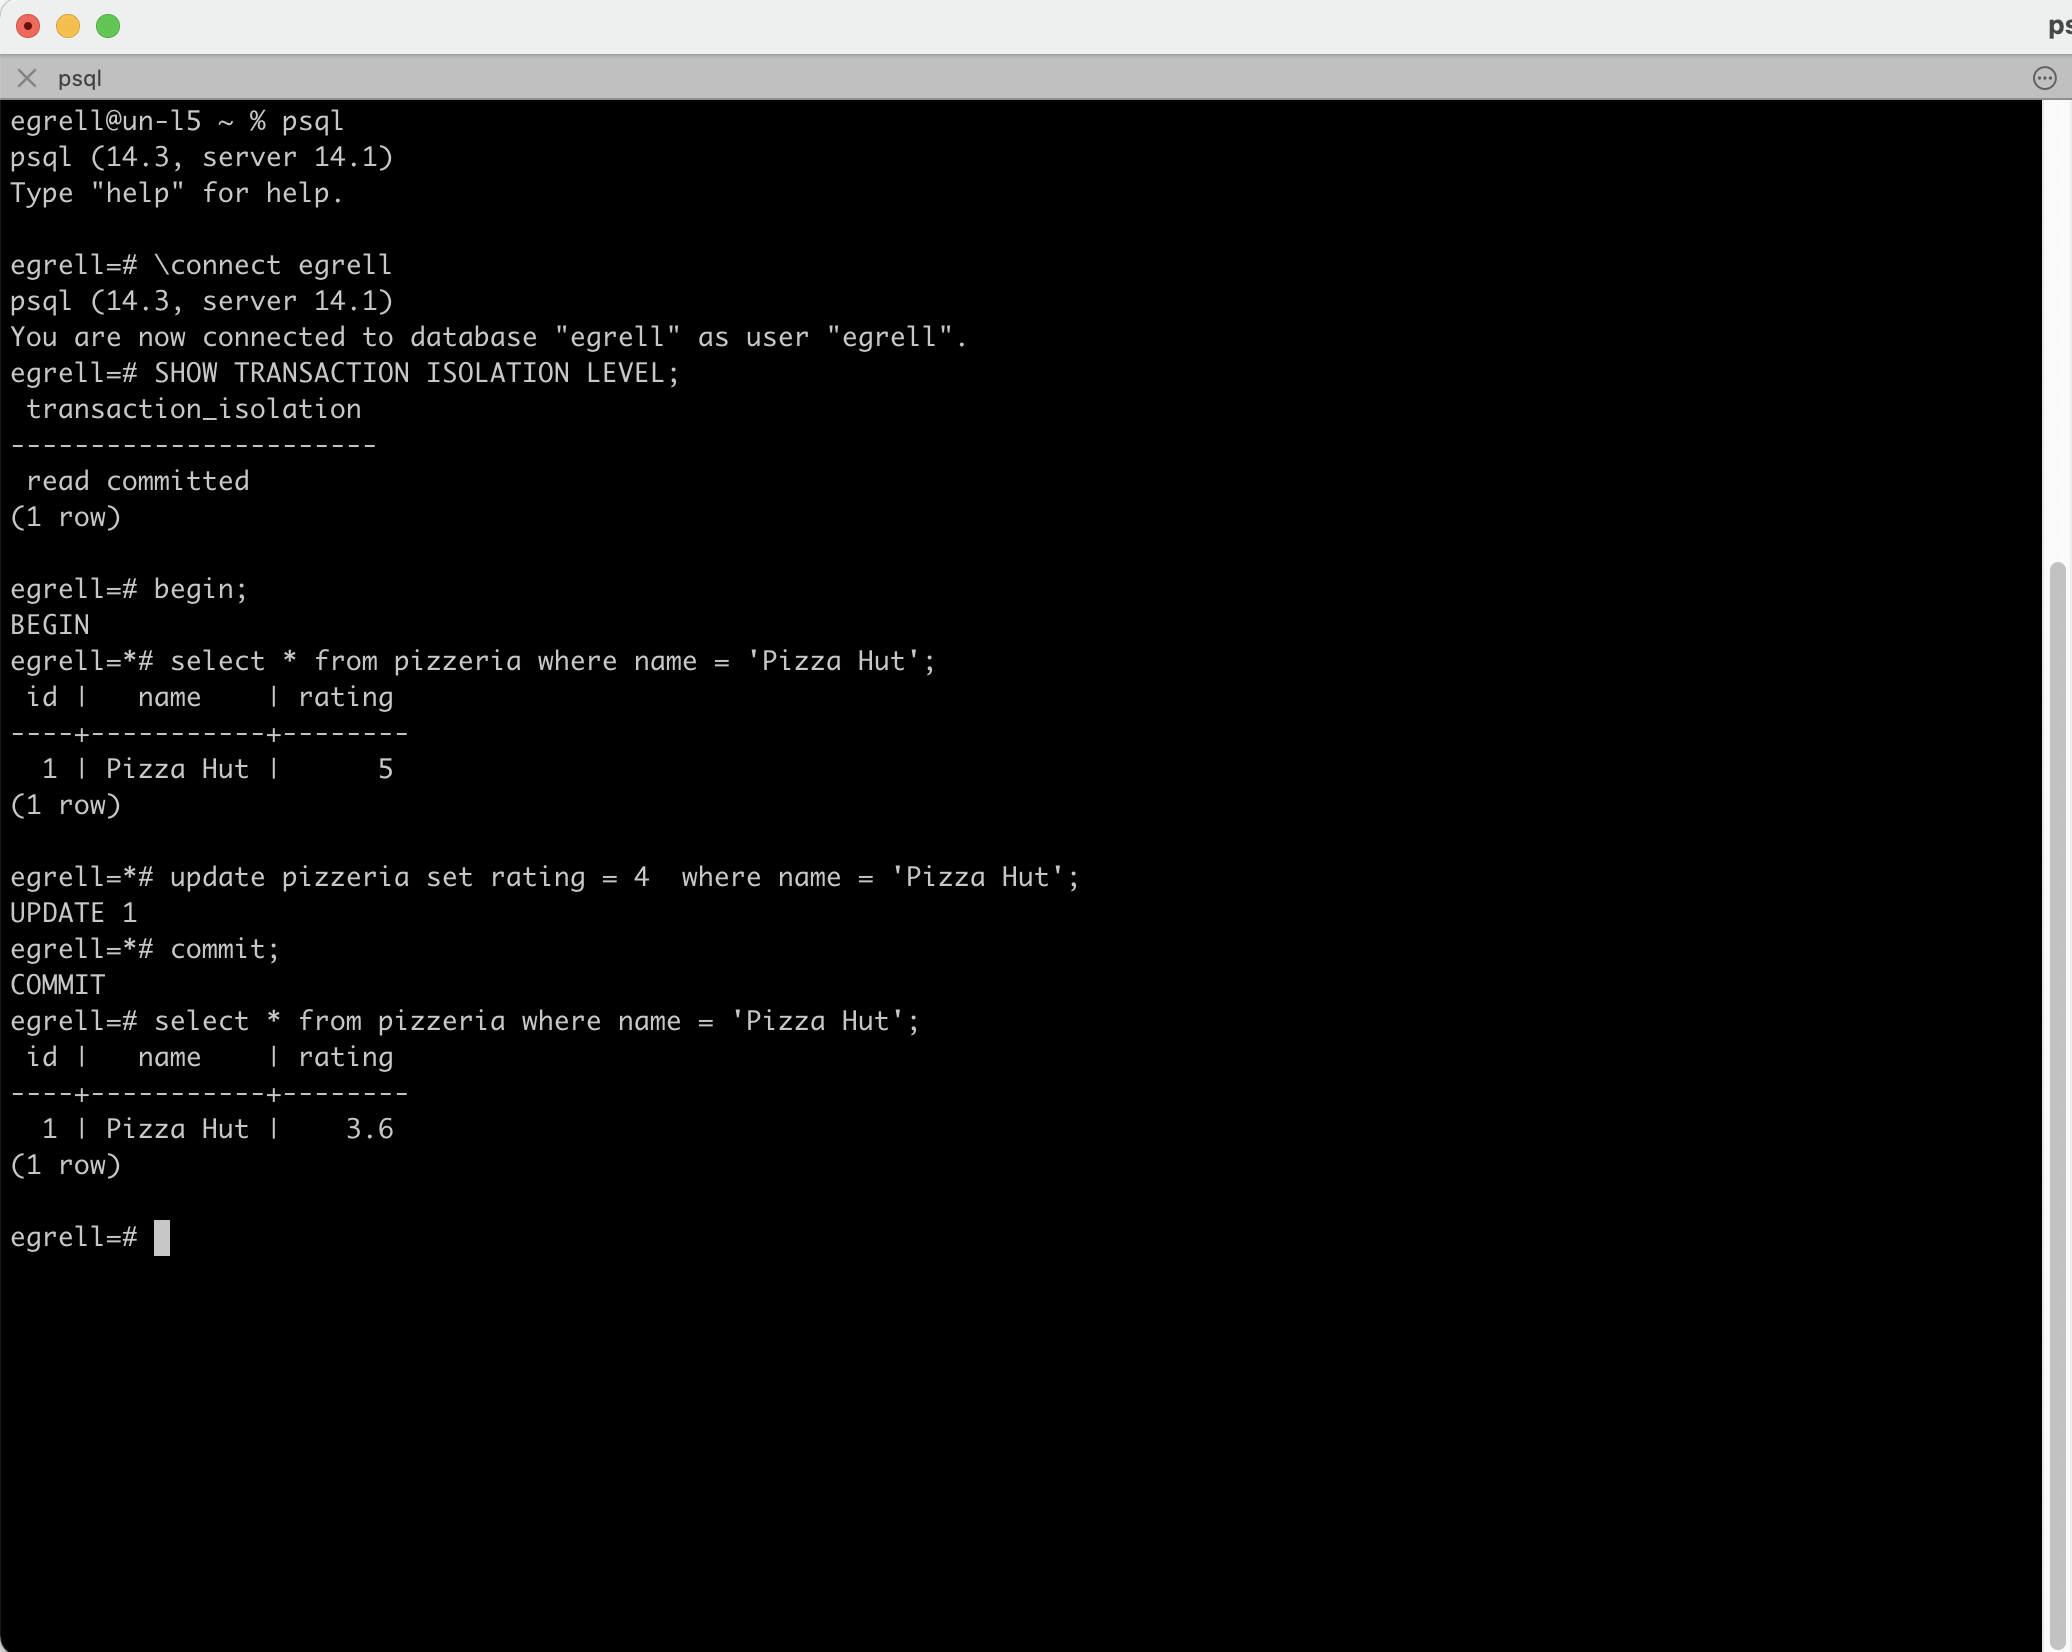 ps
psql
egrell@un-l5 ~ % psql
psql (14.3, server 14.1)
Type "help" for help.
egrell=# \connect egrell
psql (14.3, server 14.1)
You are now connected to database "egrell" as user "egrell".
egrell=# SHOW TRANSACTION ISOLATION LEVEL;
 transaction_isolation
-----------------------
 read committed
(1 row)
egrell=# begin;
BEGIN
egrell=*# select * from pizzeria where name = 'Pizza Hut';
 id |   name    | rating
----+-----------+--------
  1 | Pizza Hut |      5
(1 row)
egrell=*# update pizzeria set rating = 4  where name = 'Pizza Hut';
UPDATE 1
egrell=*# commit;
COMMIT
egrell=# select * from pizzeria where name = 'Pizza Hut';
 id |   name    | rating
----+-----------+--------
  1 | Pizza Hut |    3.6
(1 row)
egrell=#